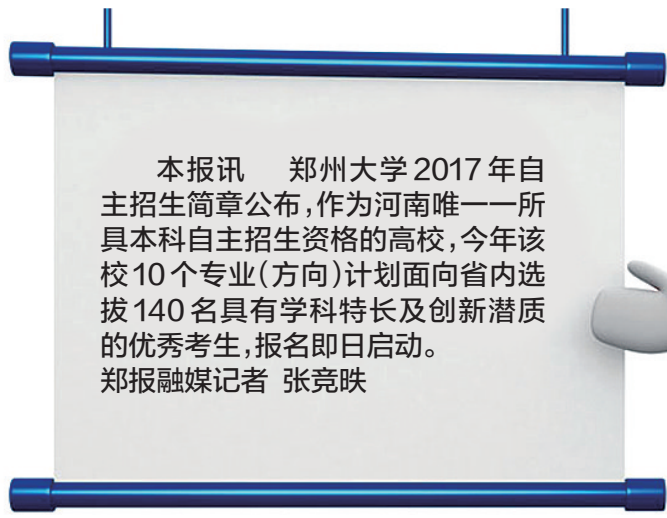 本报讯 郑州大学2017年自
主招生简章公布,作为河南唯一一所
具本科自主招生资格的高校,今年该
校10个专业(方向)计划面向省内选
拔140名具有学科特长及创新潜质
的优秀考生,报名即日启动。
郑报融媒记者 张竞昳